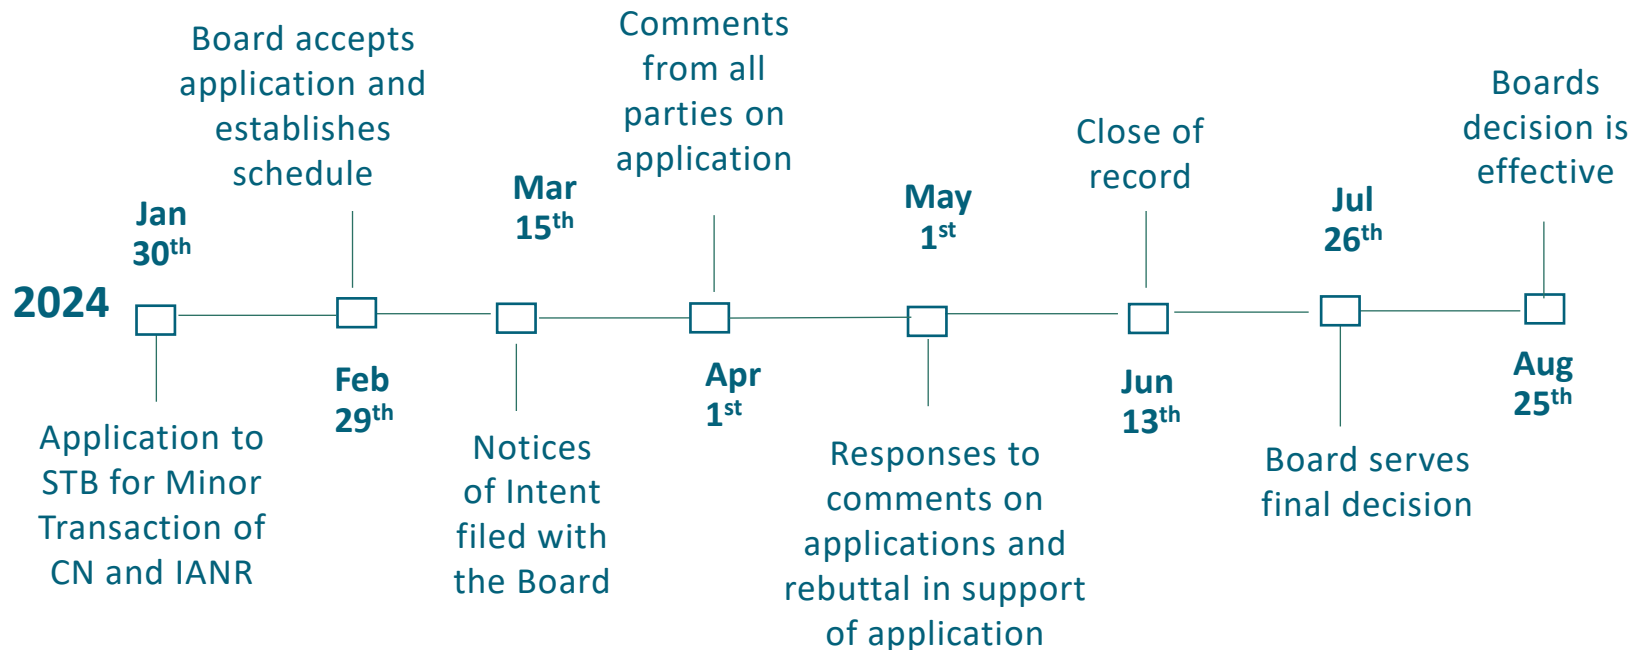 2024
Jan
30th
Application to
STB for Minor
Transaction of
CN and IANR
Board accepts
application and
establishes
schedule
Feb
29th
Mar
15th
Notices
of Intent
filed with
the Board
Comments
from all
parties on
application
Apr
1st
May
1st
Responses to
comments on
applications and
rebuttal in support
of application
Close of
record
Jun
13th
Jul
26th
Board serves
final decision
Boards
decision is
effective
Aug
25th